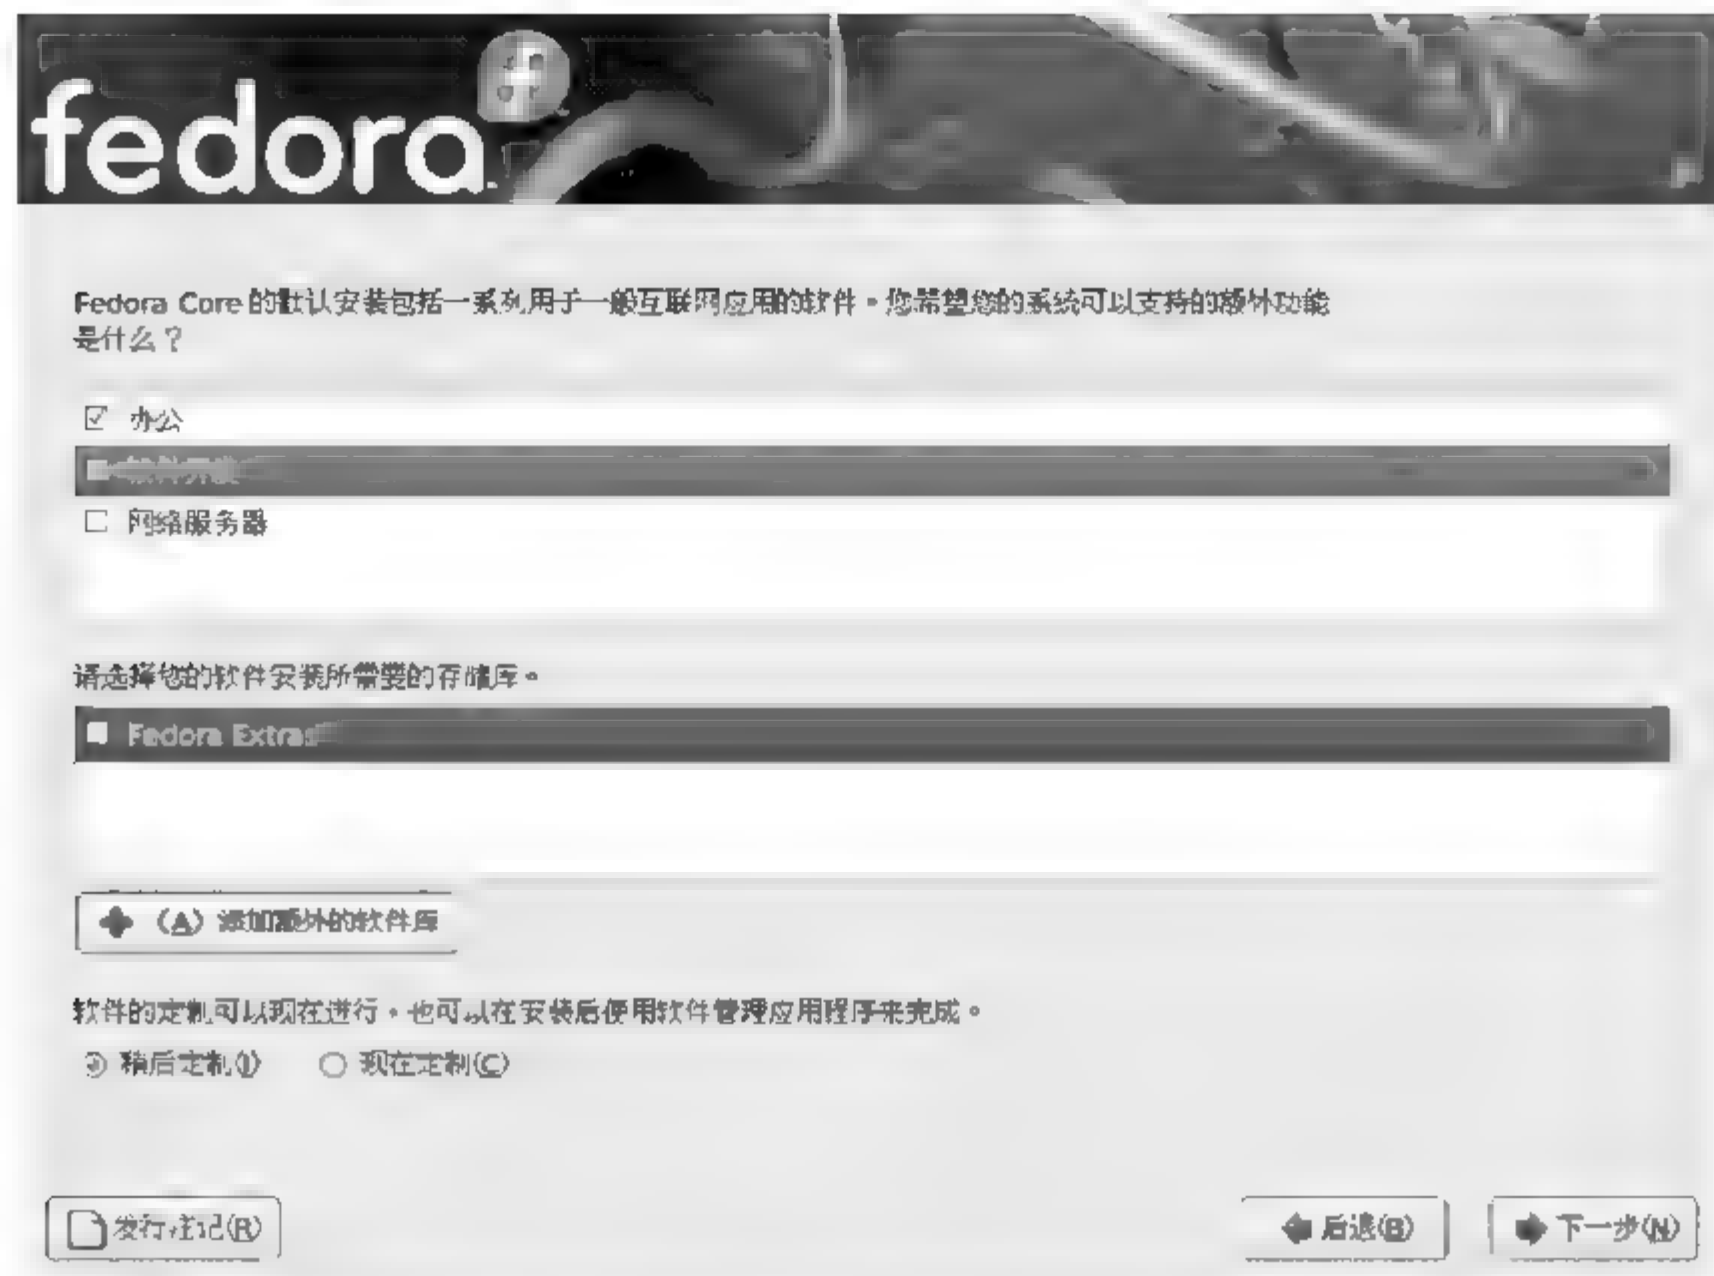 fedora
Fedora Core 的默认安装包括一系列用于一般互联网应用的软件。您希望您的系统可以支持的额外功能
是什么？
办公
软件开发
网络服务器
请选择您的软件安装所需要的存储库。
Fedora Extras
(A) 添加额外的软件库
软件的定制可以现在进行，也可以在安装后使用软件管理应用程序来完成。
稍后定制(l) 现在定制(C)
发行注记(R) 后退(B) 下一步(N)